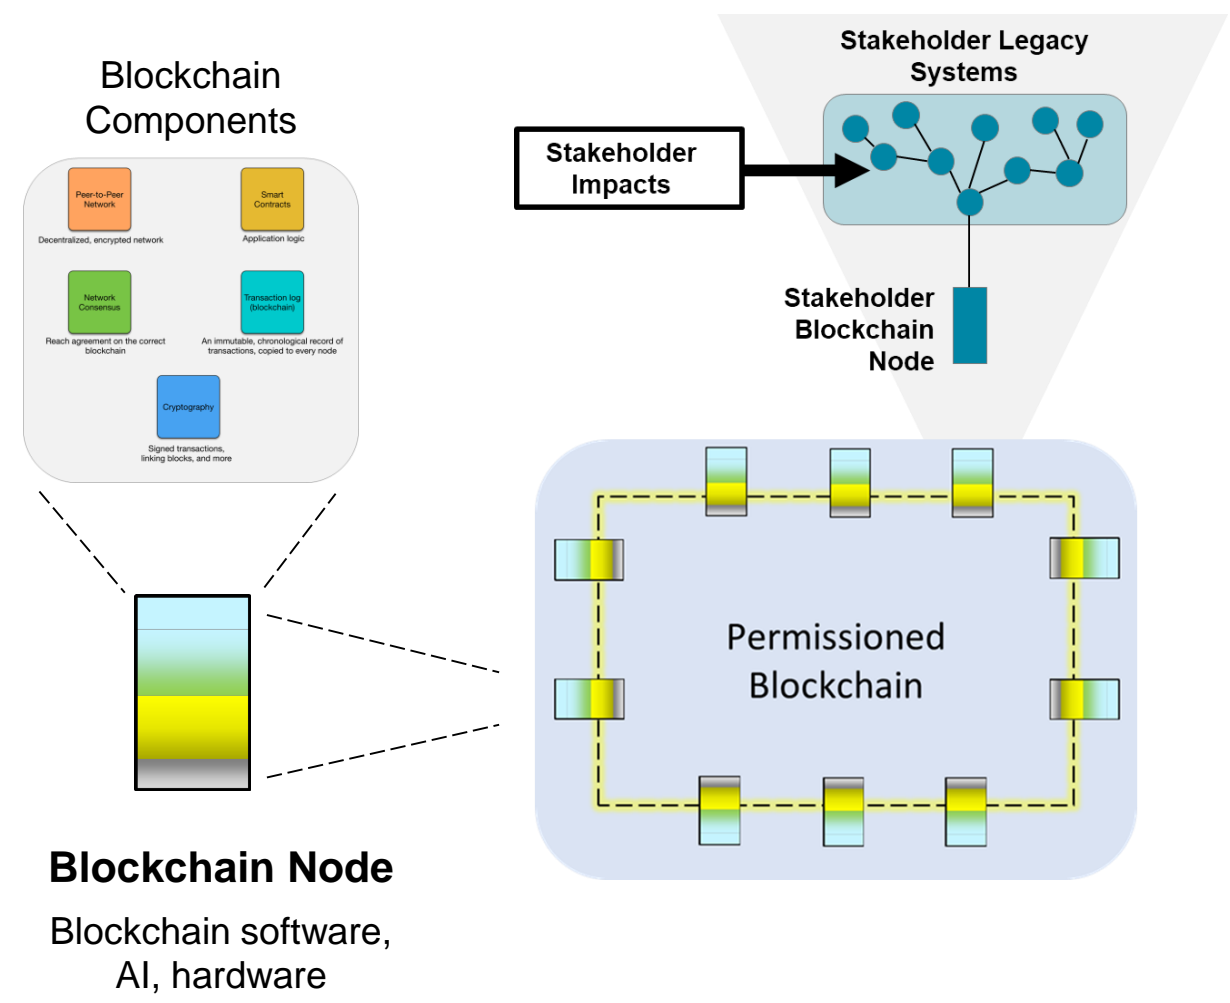 Blockchain
Components
Peer-to-Peer
Network
Decentralized, encrypted network
Smart
Contracts
Application logic
Network
Consensus
Reach agreement on the correct
blockchain
Transaction log
(blockchain)
An immutable, chronological record of
transactions, copied to every node
Cryptography
Signed transactions,
linking blocks, and more
Blockchain Node
Blockchain software,
AI, hardware
Stakeholder Legacy
Systems
Stakeholder
Impacts
Stakeholder
Blockchain
Node
Permissioned
Blockchain